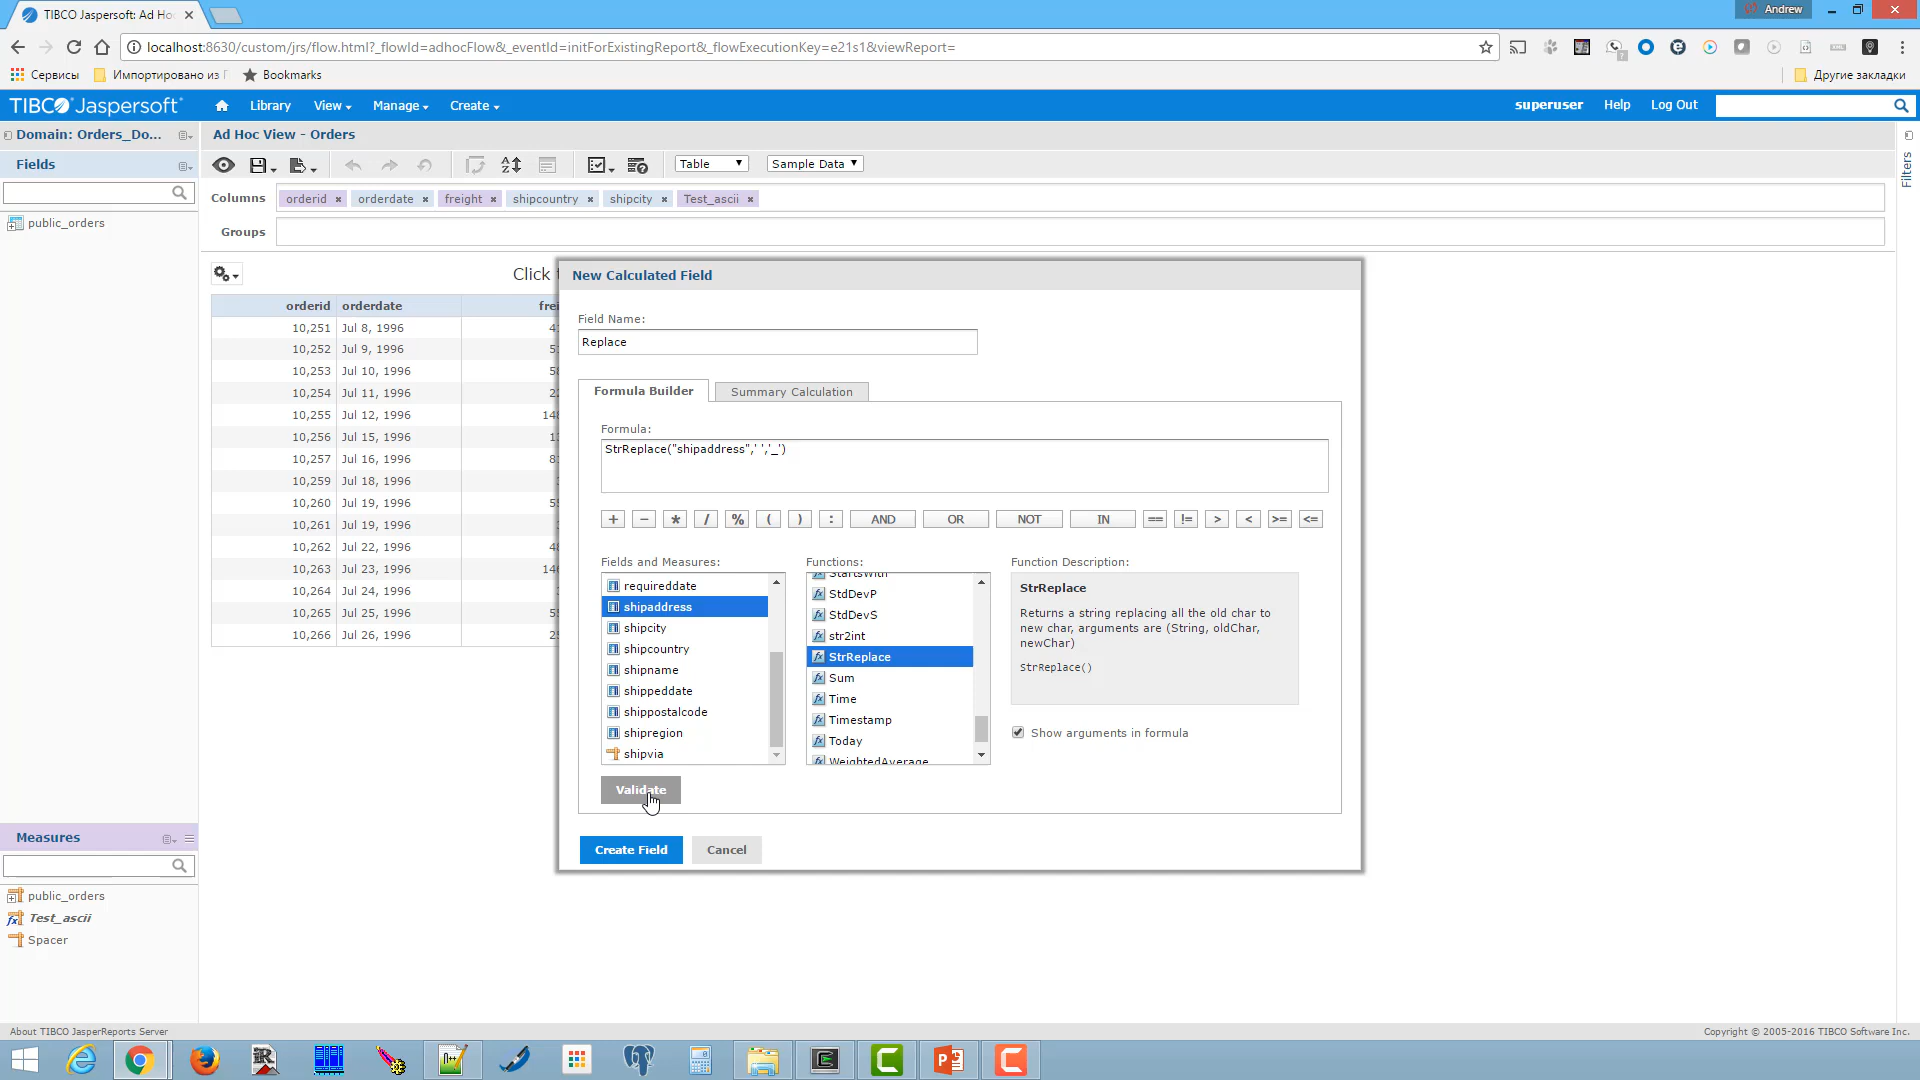 TIBCO Jaspersoft: Ad Ho
Andrew
localhost:8630/custom/jrs/flow.html?_flowId=adhocFlow&_eventId=initForExistingReport&_flowExecutionKey=e21s1&viewReport=
Сервисы
Импортировано из
Bookmarks
Другие закладки
TIBCO Jaspersoft
Library
View
Manage
Create
superuser
Help
Log Out
Domain: Orders_Do...
Ad Hoc View - Orders
Fields
Table
Sample Data
Filters
Columns
orderid × orderdate × freight × shipcountry × shipcity × Test_ascii ×
public_orders
Groups
Click
New Calculated Field
orderid orderdate
10,251 Jul 8, 1996
10,252 Jul 9, 1996
10,253 Jul 10, 1996
10,254 Jul 11, 1996
10,255 Jul 12, 1996
10,256 Jul 15, 1996
10,257 Jul 16, 1996
10,259 Jul 18, 1996
10,260 Jul 19, 1996
10,261 Jul 19, 1996
10,262 Jul 22, 1996
10,263 Jul 23, 1996
10,264 Jul 24, 1996
10,265 Jul 25, 1996
10,266 Jul 26, 1996
Field Name:
Replace
Formula Builder
Summary Calculation
Formula:
StrReplace("shipaddress",' ','_')
+ − * / % ( ) : AND OR NOT IN == != > < >= <=
Fields and Measures:
requireddate
shipaddress
shipcity
shipcountry
shipname
shippeddate
shippostalcode
shipregion
shipvia
Functions:
StartsWith
StdDevP
StdDevS
str2int
StrReplace
Sum
Time
Timestamp
Today
WeightedAverage
Function Description:
StrReplace
Returns a string replacing all the old char to
new char, arguments are (String, oldChar,
newChar)
StrReplace()
Show arguments in formula
Validate
Create Field
Cancel
Measures
public_orders
Test_ascii
Spacer
About TIBCO JasperReports Server
Copyright © 2005-2016 TIBCO Software Inc.